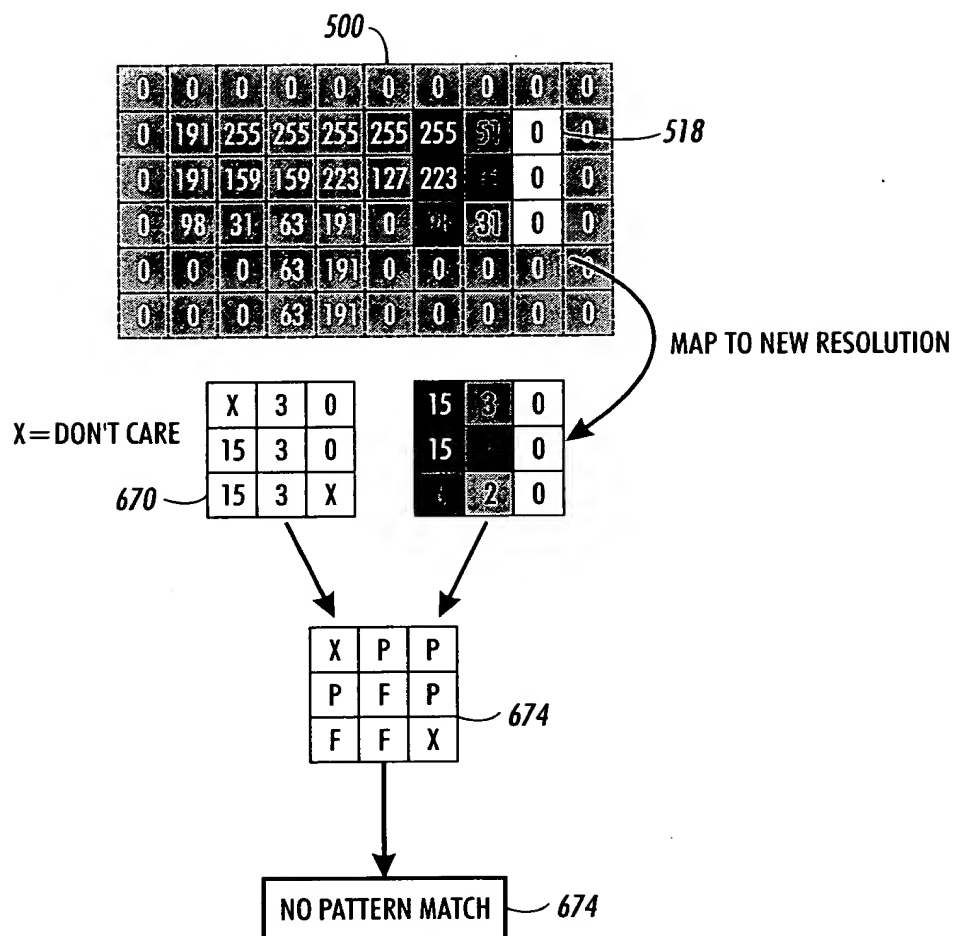 500
0 0 0 0 0 0 0 0 0
0 191 255 255 255 255 255 51 0 0
518
0 191 159 159 223 127 223 0 0
0 98 31 63 191 0 31 0 0
0 0 0 63 191 0 0 0 0 0
0 0 0 63 191 0 0 0 0 0
MAP TO NEW RESOLUTION
X=DON'T CARE
X 3 0
15 3 0
15 3 X
670
15 3 0
15 0
2 0
X P P
P F P
F F X
674
NO PATTERN MATCH
674